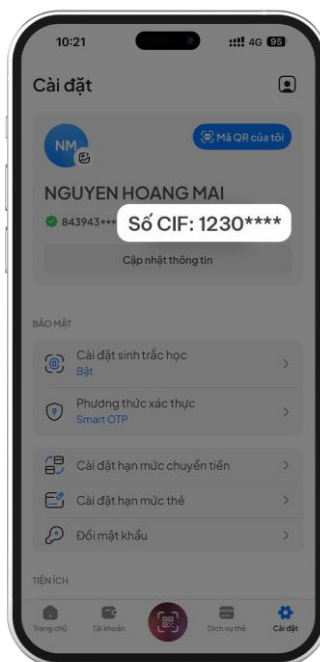 10:21
4G 95
Cài đặt
NM
Mã QR của tôi
NGUYEN HOANG MAI
843943***
Số CIF: 1230****
Cập nhật thông tin
BẢO MẬT
Cài đặt sinh trắc học
Bật
Phương thức xác thực
Smart OTP
Cài đặt hạn mức chuyển tiền
Cài đặt hạn mức thẻ
Đổi mật khẩu
TIỆN ÍCH
Trang chủ
Tài khoản
Dịch vụ thẻ
Cài đặt